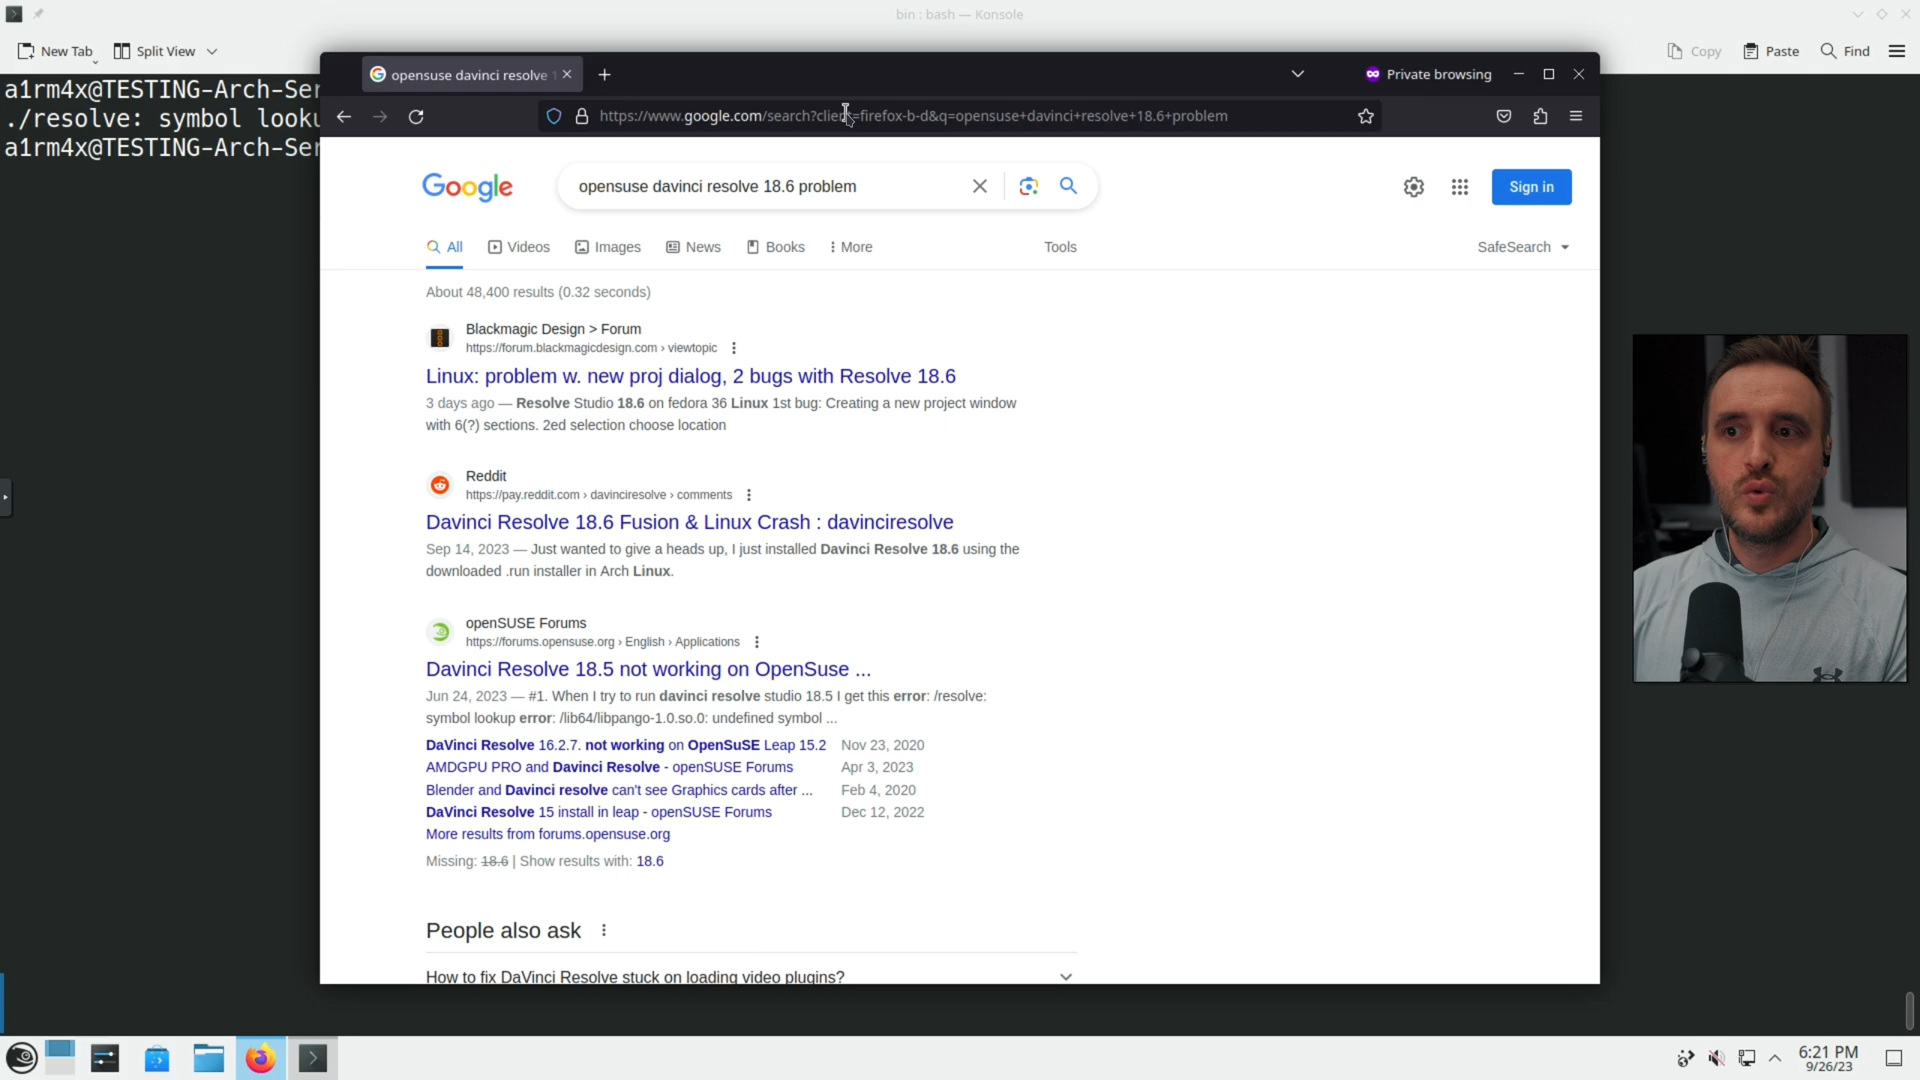 bin : bash — Konsole
New Tab
Split View
Copy
Paste
Find
a1rm4x@TESTING-Arch-Ser
./resolve: symbol looku
a1rm4x@TESTING-Arch-Ser
opensuse davinci resolve 1
Private browsing
https://www.google.com/search?client=firefox-b-d&q=opensuse+davinci+resolve+18.6+problem
Google
opensuse davinci resolve 18.6 problem
Sign in
All
Videos
Images
News
Books
More
Tools
SafeSearch
About 48,400 results (0.32 seconds)
Blackmagic Design > Forum
https://forum.blackmagicdesign.com › viewtopic
Linux: problem w. new proj dialog, 2 bugs with Resolve 18.6
3 days ago — Resolve Studio 18.6 on fedora 36 Linux 1st bug: Creating a new project window
with 6(?) sections. 2ed selection choose location
Reddit
https://pay.reddit.com › davinciresolve › comments
Davinci Resolve 18.6 Fusion & Linux Crash : davinciresolve
Sep 14, 2023 — Just wanted to give a heads up, I just installed Davinci Resolve 18.6 using the
downloaded .run installer in Arch Linux.
openSUSE Forums
https://forums.opensuse.org › English › Applications
Davinci Resolve 18.5 not working on OpenSuse ...
Jun 24, 2023 — #1. When I try to run davinci resolve studio 18.5 I get this error: /resolve:
symbol lookup error: /lib64/libpango-1.0.so.0: undefined symbol ...
DaVinci Resolve 16.2.7. not working on OpenSuSE Leap 15.2 Nov 23, 2020
AMDGPU PRO and Davinci Resolve - openSUSE Forums Apr 3, 2023
Blender and Davinci resolve can't see Graphics cards after ... Feb 4, 2020
DaVinci Resolve 15 install in leap - openSUSE Forums Dec 12, 2022
More results from forums.opensuse.org
Missing: 18.6 | Show results with: 18.6
People also ask
How to fix DaVinci Resolve stuck on loading video plugins?
6:21 PM
9/26/23